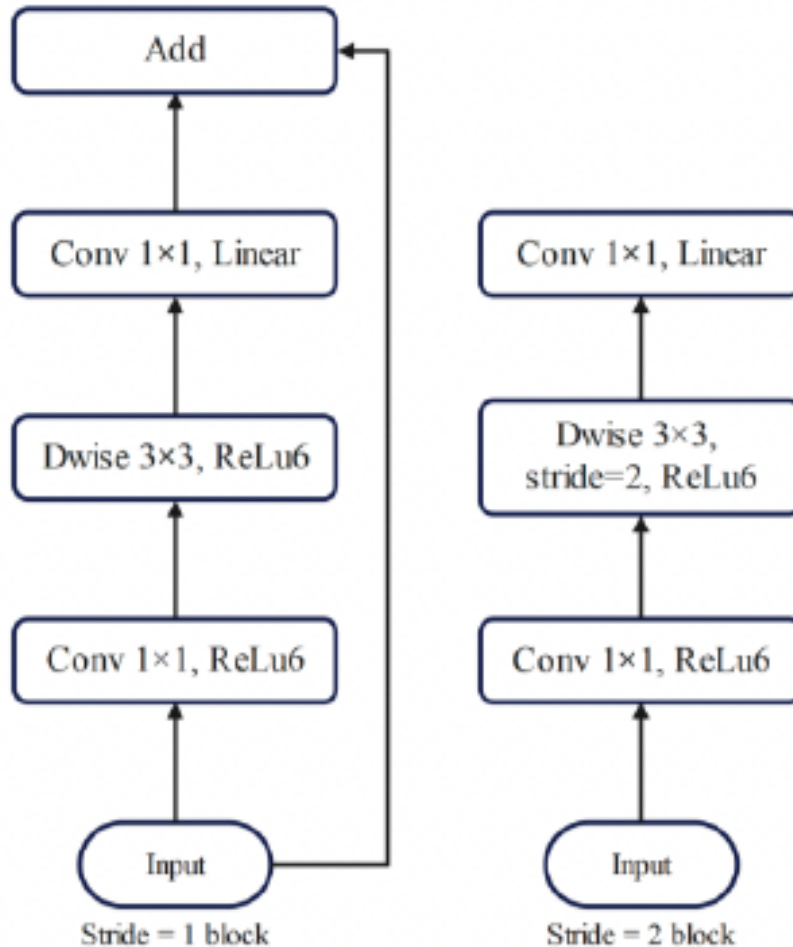 Add
Conv 1×1, Linear
Dwise 3×3, ReLu6
Conv 1×1, ReLu6
Input
Stride = 1 block
Conv 1×1, Linear
Dwise 3×3,
stride=2, ReLu6
Conv 1×1, ReLu6
Input
Stride = 2 block